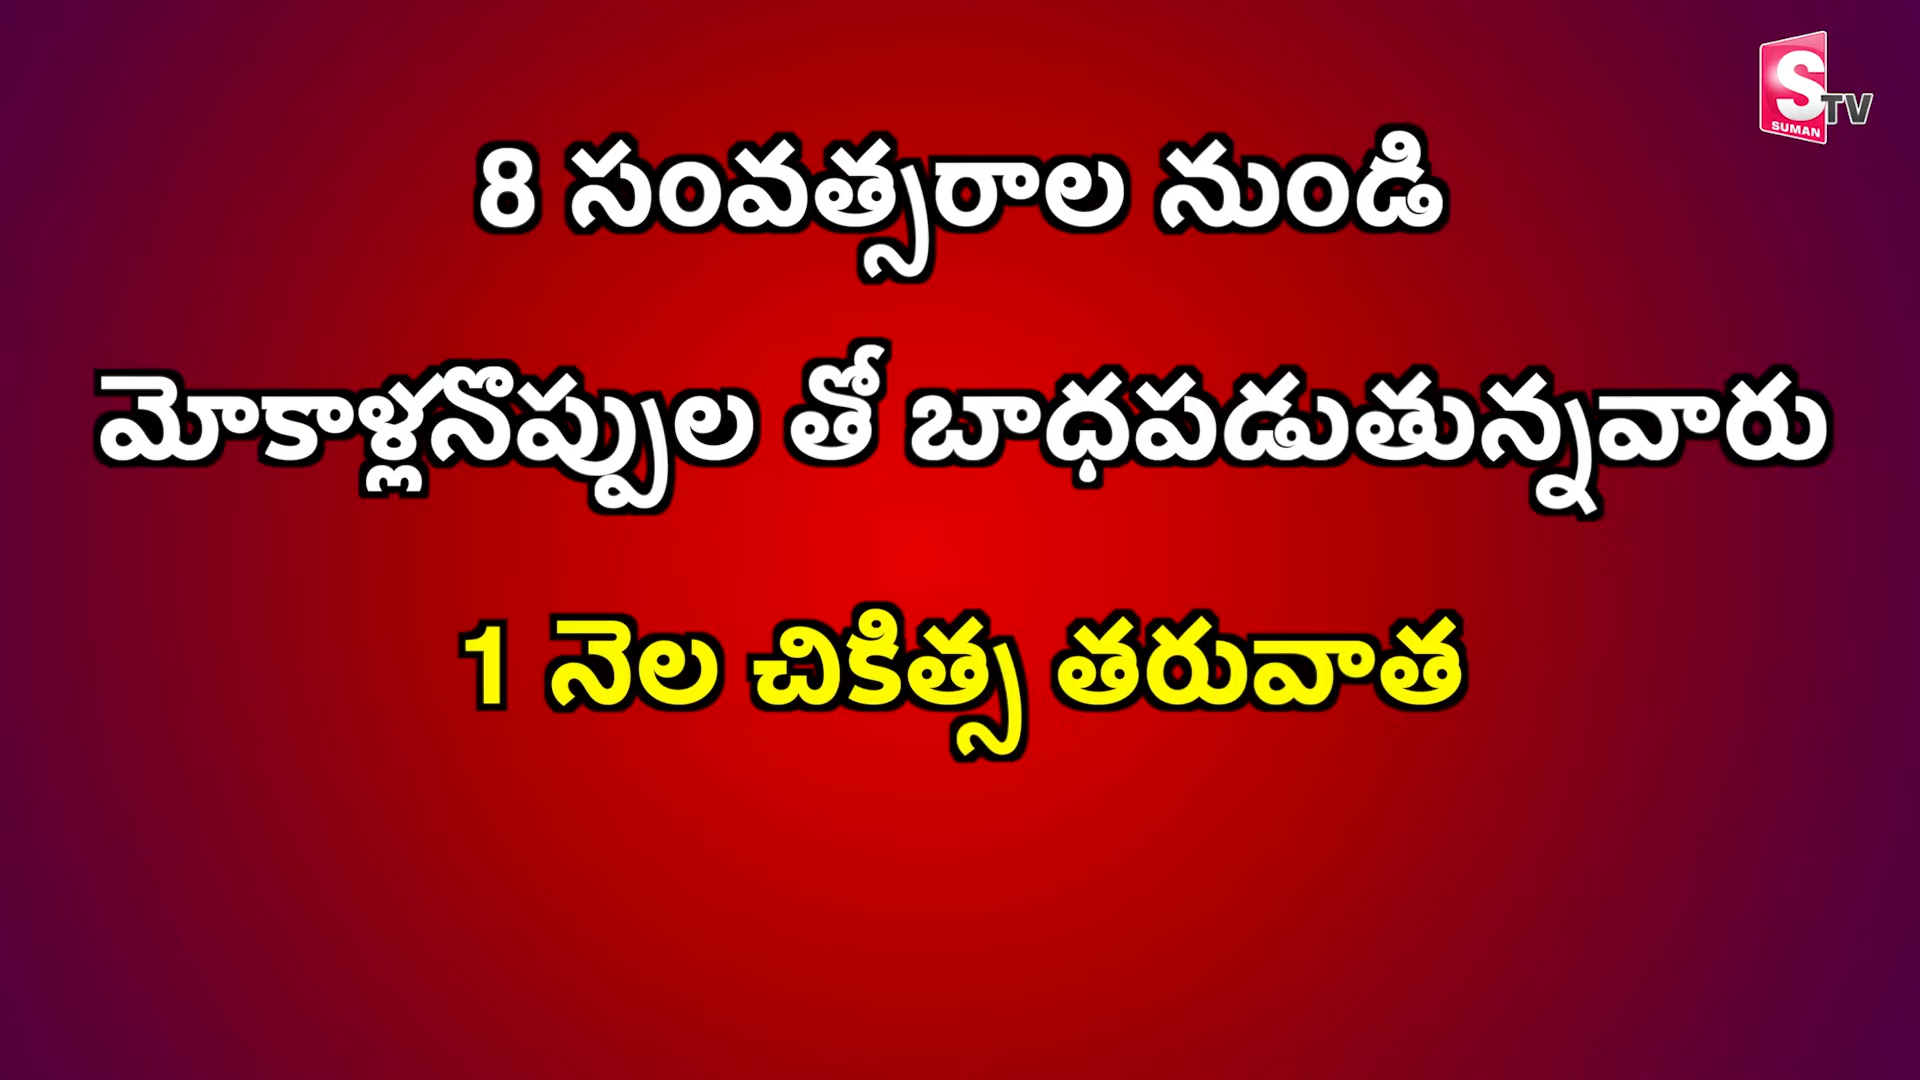 S TV
SUMAN
8 సంవత్సరాల నుండి
మోకాళ్లనొప్పుల తో బాధపడుతున్నవారు
1 నెల చికిత్స తరువాత